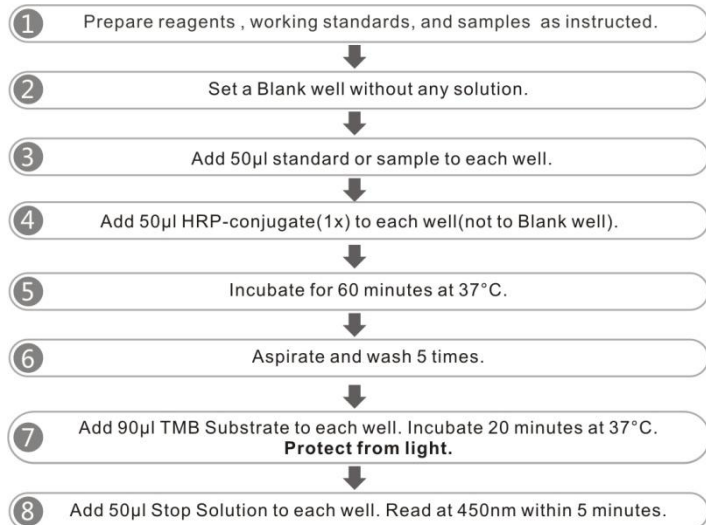 1 Prepare reagents , working standards, and samples as instructed.
2 Set a Blank well without any solution.
3 Add 50µl standard or sample to each well.
4 Add 50µl HRP-conjugate(1x) to each well(not to Blank well).
5 Incubate for 60 minutes at 37°C.
6 Aspirate and wash 5 times.
7 Add 90µl TMB Substrate to each well. Incubate 20 minutes at 37°C.
Protect from light.
8 Add 50µl Stop Solution to each well. Read at 450nm within 5 minutes.